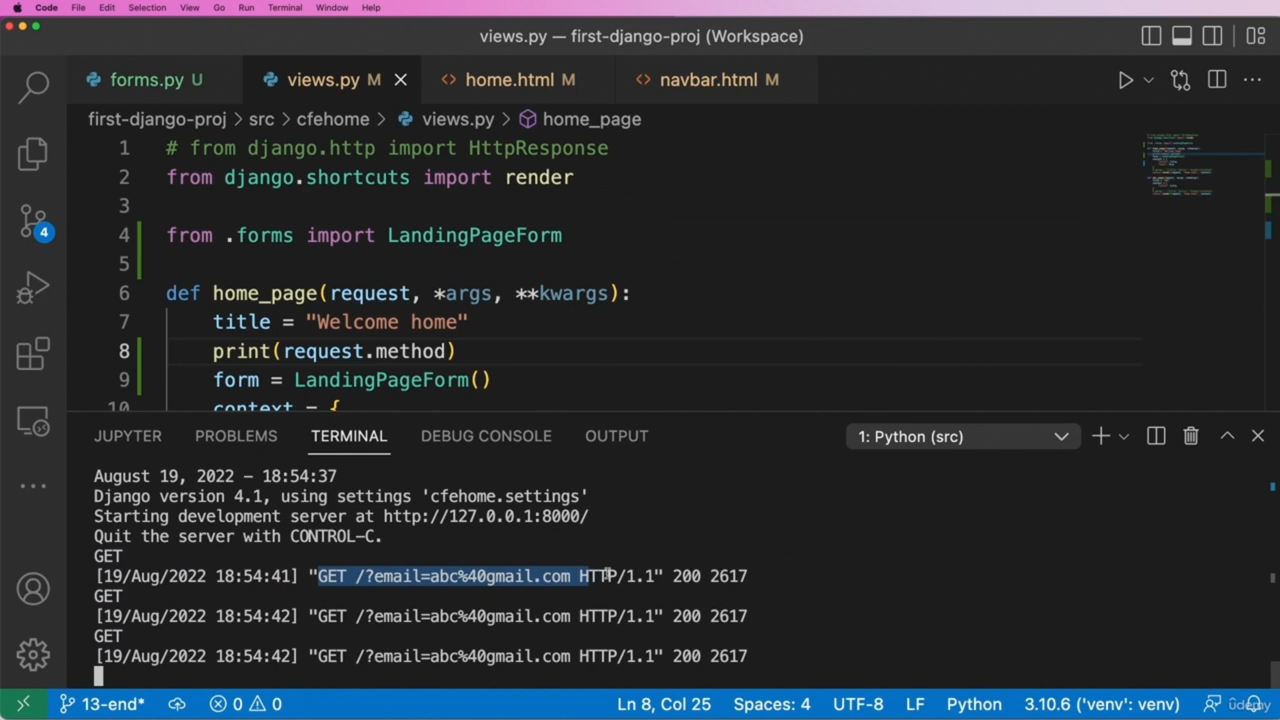 Code File Edit Selection View Go Run Terminal Window Help
views.py — first-django-proj (Workspace)
forms.py U views.py M home.html M navbar.html M
first-django-proj > src > cfehome > views.py > home_page
1 # from django.http import HttpResponse
2 from django.shortcuts import render
3
4 from .forms import LandingPageForm
5
6 def home_page(request, *args, **kwargs):
7 title = "Welcome home"
8 print(request.method)
9 form = LandingPageForm()
10 context = {
4
JUPYTER PROBLEMS TERMINAL DEBUG CONSOLE OUTPUT 1: Python (src)
August 19, 2022 - 18:54:37
Django version 4.1, using settings 'cfehome.settings'
Starting development server at http://127.0.0.1:8000/
Quit the server with CONTROL-C.
GET
[19/Aug/2022 18:54:41] "GET /?email=abc%40gmail.com HTTP/1.1" 200 2617
GET
[19/Aug/2022 18:54:42] "GET /?email=abc%40gmail.com HTTP/1.1" 200 2617
GET
[19/Aug/2022 18:54:42] "GET /?email=abc%40gmail.com HTTP/1.1" 200 2617
13-end* 0 0 Ln 8, Col 25 Spaces: 4 UTF-8 LF Python 3.10.6 ('venv': venv)
udemy